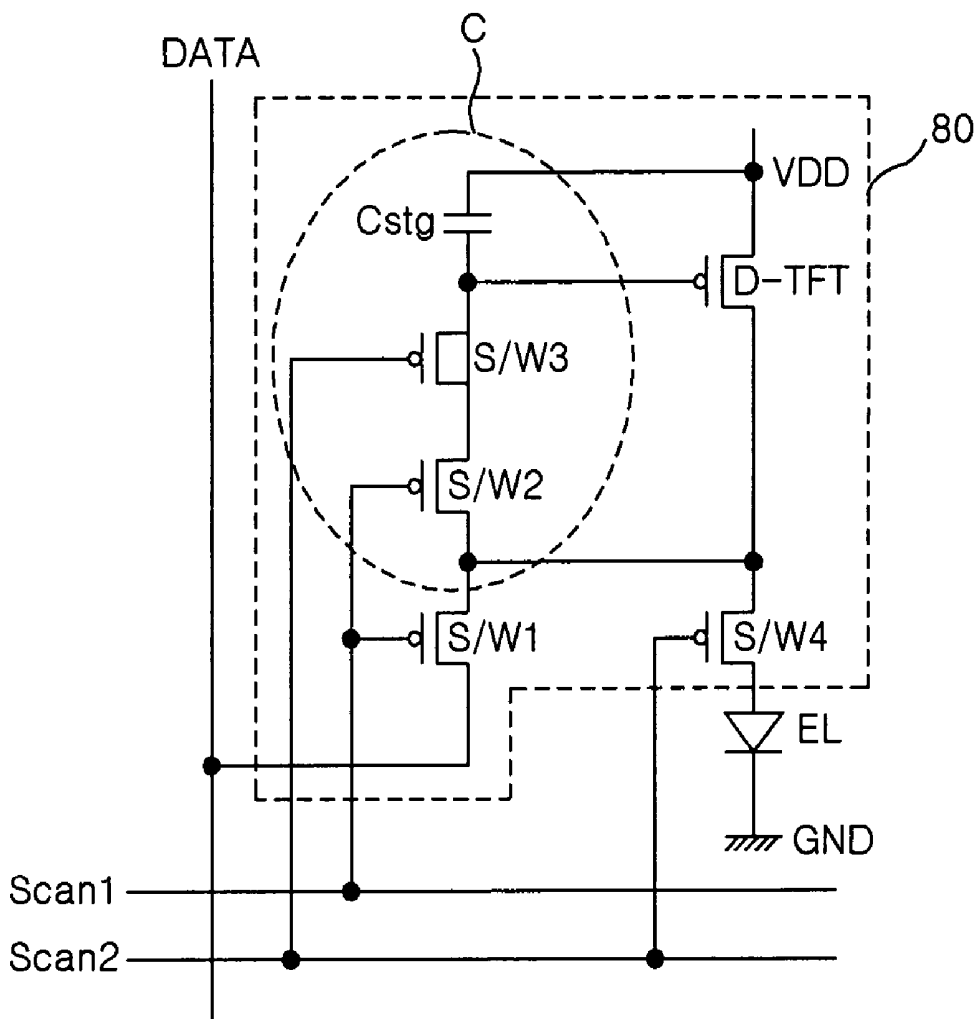 C
DATA
80
VDD
Cstg
D-TFT
S/W3
S/W2
S/W1
S/W4
EL
GND
Scan1
Scan2